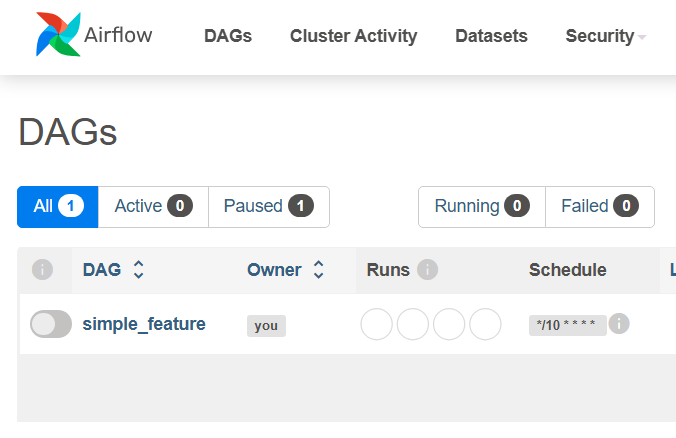 Airflow DAGs Cluster Activity Datasets Security
DAGs
All 1 Active 0 Paused 1 Running 0 Failed 0
i DAG Owner Runs i Schedule
simple_feature you */10 * * * * i